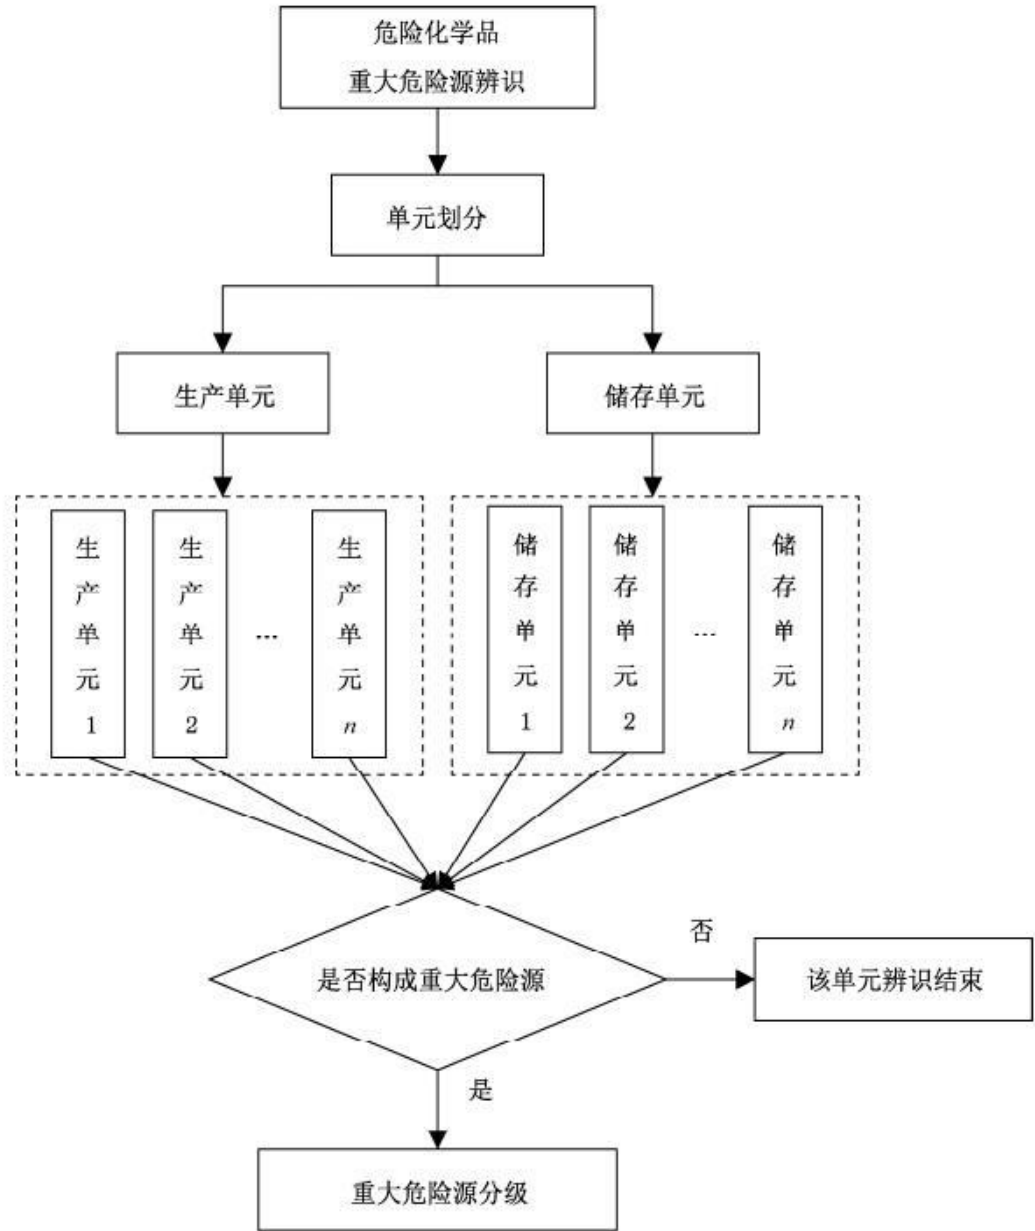 危险化学品
重大危险源辨识
单元划分
生产单元
储存单元
生产单元1
生产单元2
…
生产单元n
储存单元1
储存单元2
…
储存单元n
是否构成重大危险源
否
该单元辨识结束
是
重大危险源分级